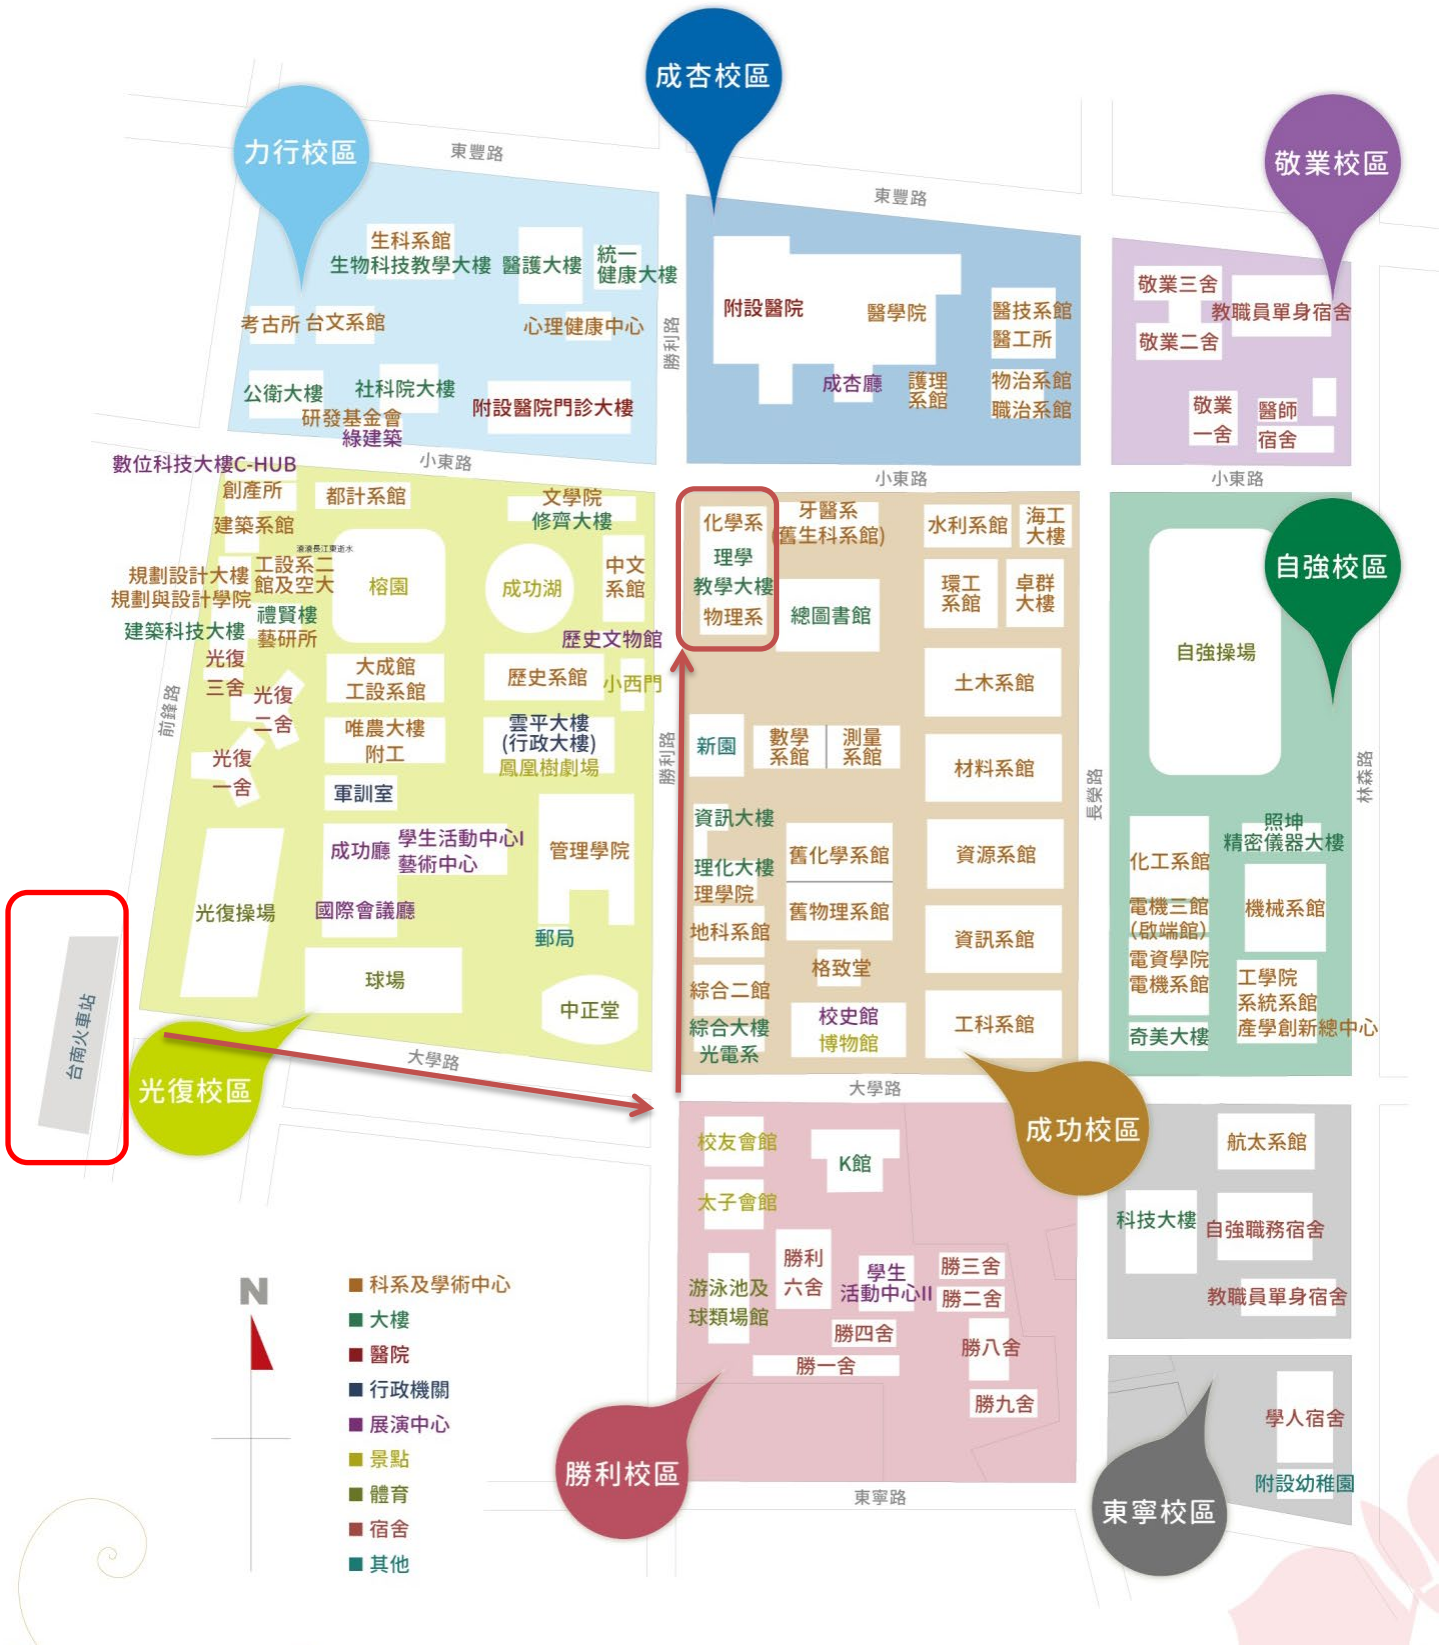 成杏校區
力行校區
敬業校區
東豐路
東豐路
生科系館
生物科技教學大樓
醫護大樓
統一
健康大樓
考古所
台文系館
心理健康中心
公衛大樓
社科院大樓
研發基金會
綠建築
附設醫院門診大樓
勝利路
附設醫院
醫學院
醫技系館
醫工所
成杏廳
護理
系館
物治系館
職治系館
敬業三舍
教職員單身宿舍
敬業二舍
敬業
一舍
醫師
宿舍
小東路
小東路
小東路
數位科技大樓C-HUB
創產所
都計系館
文學院
修齊大樓
建築系館
滾滾長江東逝水
工設系二
館及空大
規劃設計大樓
規劃與設計學院
榕園
成功湖
中文
系館
禮賢樓
藝研所
建築科技大樓
歷史文物館
光復
三舍
大成館
工設系館
歷史系館
小西門
光復
二舍
前鋒路
唯農大樓
附工
雲平大樓
(行政大樓)
鳳凰樹劇場
光復
一舍
軍訓室
成功廳
學生活動中心I
藝術中心
管理學院
光復操場
國際會議廳
郵局
球場
中正堂
台南火車站
光復校區
大學路
勝利路
化學系
理學
教學大樓
物理系
牙醫系
(舊生科系館)
水利系館
海工
大樓
總圖書館
環工
系館
卓群
大樓
土木系館
新園
數學
系館
測量
系館
材料系館
長榮路
資訊大樓
理化大樓
理學院
舊化學系館
資源系館
舊物理系館
地科系館
資訊系館
格致堂
綜合二館
校史館
博物館
工科系館
綜合大樓
光電系
大學路
成功校區
自強校區
自強操場
林森路
照坤
精密儀器大樓
化工系館
電機三館
(啟端館)
機械系館
電資學院
電機系館
工學院
系統系館
產學創新總中心
奇美大樓
校友會館
K館
太子會館
勝利
六舍
學生
活動中心II
勝三舍
勝二舍
游泳池及
球類場館
勝四舍
勝八舍
勝一舍
勝九舍
勝利校區
東寧路
航太系館
科技大樓
自強職務宿舍
教職員單身宿舍
學人宿舍
附設幼稚園
東寧校區
N
科系及學術中心
大樓
醫院
行政機關
展演中心
景點
體育
宿舍
其他